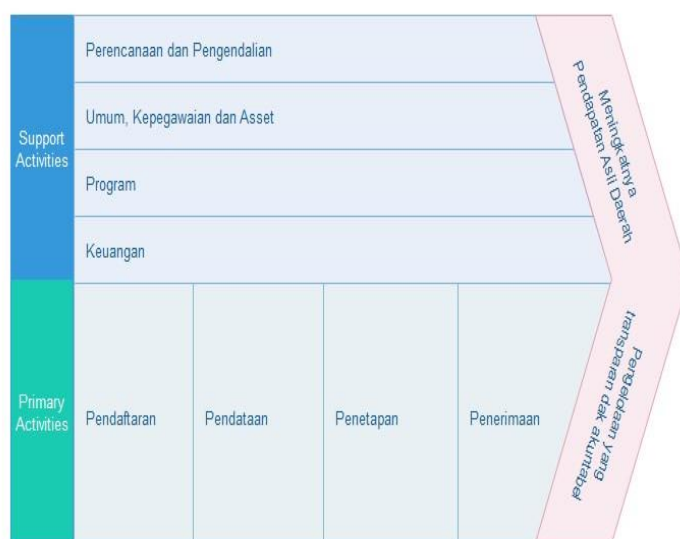 Support
Activities
Perencanaan dan Pengendalian
Umum, Kepegawaian dan Asset
Program
Keuangan
Meningkatnya
Pendapatan Asli Daerah
Primary
Activities
Pendaftaran
Pendataan
Penetapan
Penerimaan
Pengeloaan yang
transparan dak akuntabel